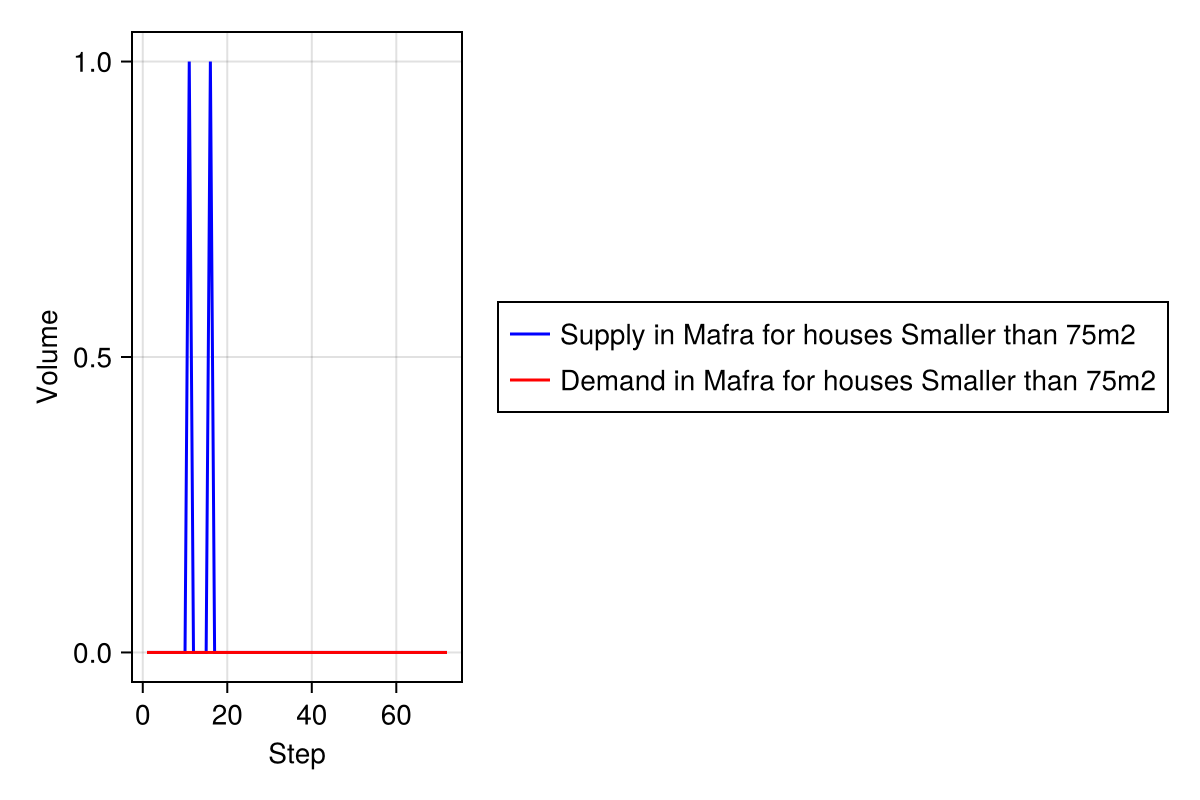 1.0
0.5
0.0
Volume
0 20 40 60
Step
Supply in Mafra for houses Smaller than 75m2
Demand in Mafra for houses Smaller than 75m2